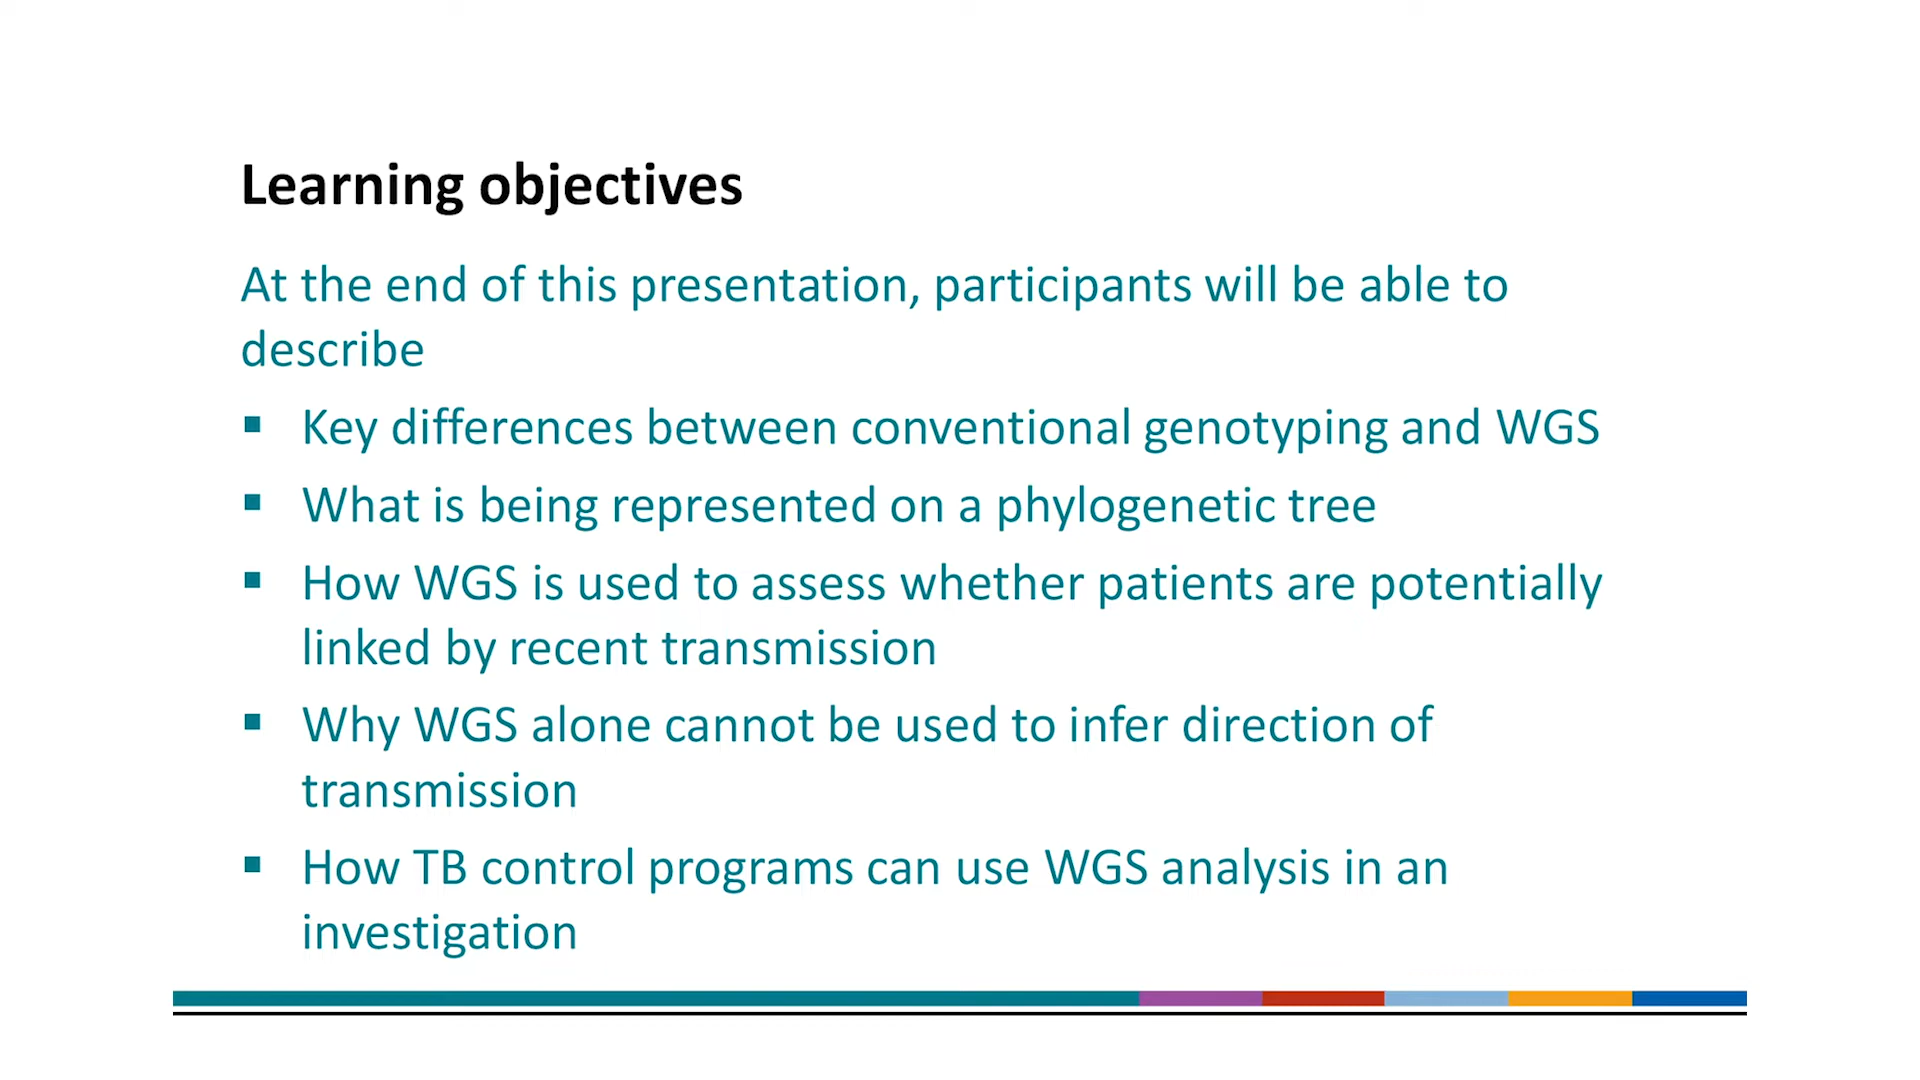 Learning objectives
At the end of this presentation, participants will be able to
describe
▪ Key differences between conventional genotyping and WGS
▪ What is being represented on a phylogenetic tree
▪ How WGS is used to assess whether patients are potentially
linked by recent transmission
▪ Why WGS alone cannot be used to infer direction of
transmission
▪ How TB control programs can use WGS analysis in an
investigation